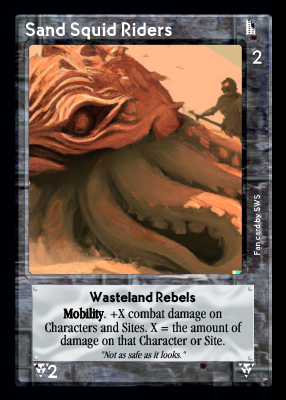 Sand Squid Riders
2
Fan card by SWS
Wasteland Rebels
Mobility. +X combat damage on
Characters and Sites. X = the amount of
damage on that Character or Site.
"Not as safe as it looks."
2